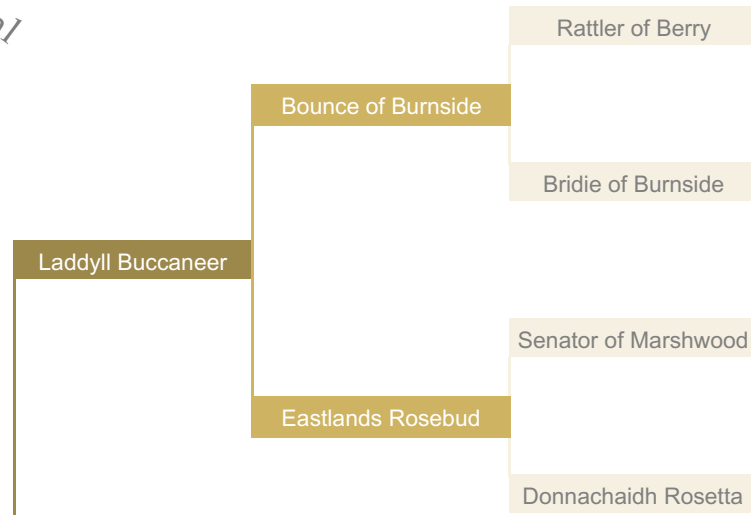 Rattler of Berry
Bounce of Burnside
Bridie of Burnside
Laddyll Buccaneer
Senator of Marshwood
Eastlands Rosebud
Donnachaidh Rosetta